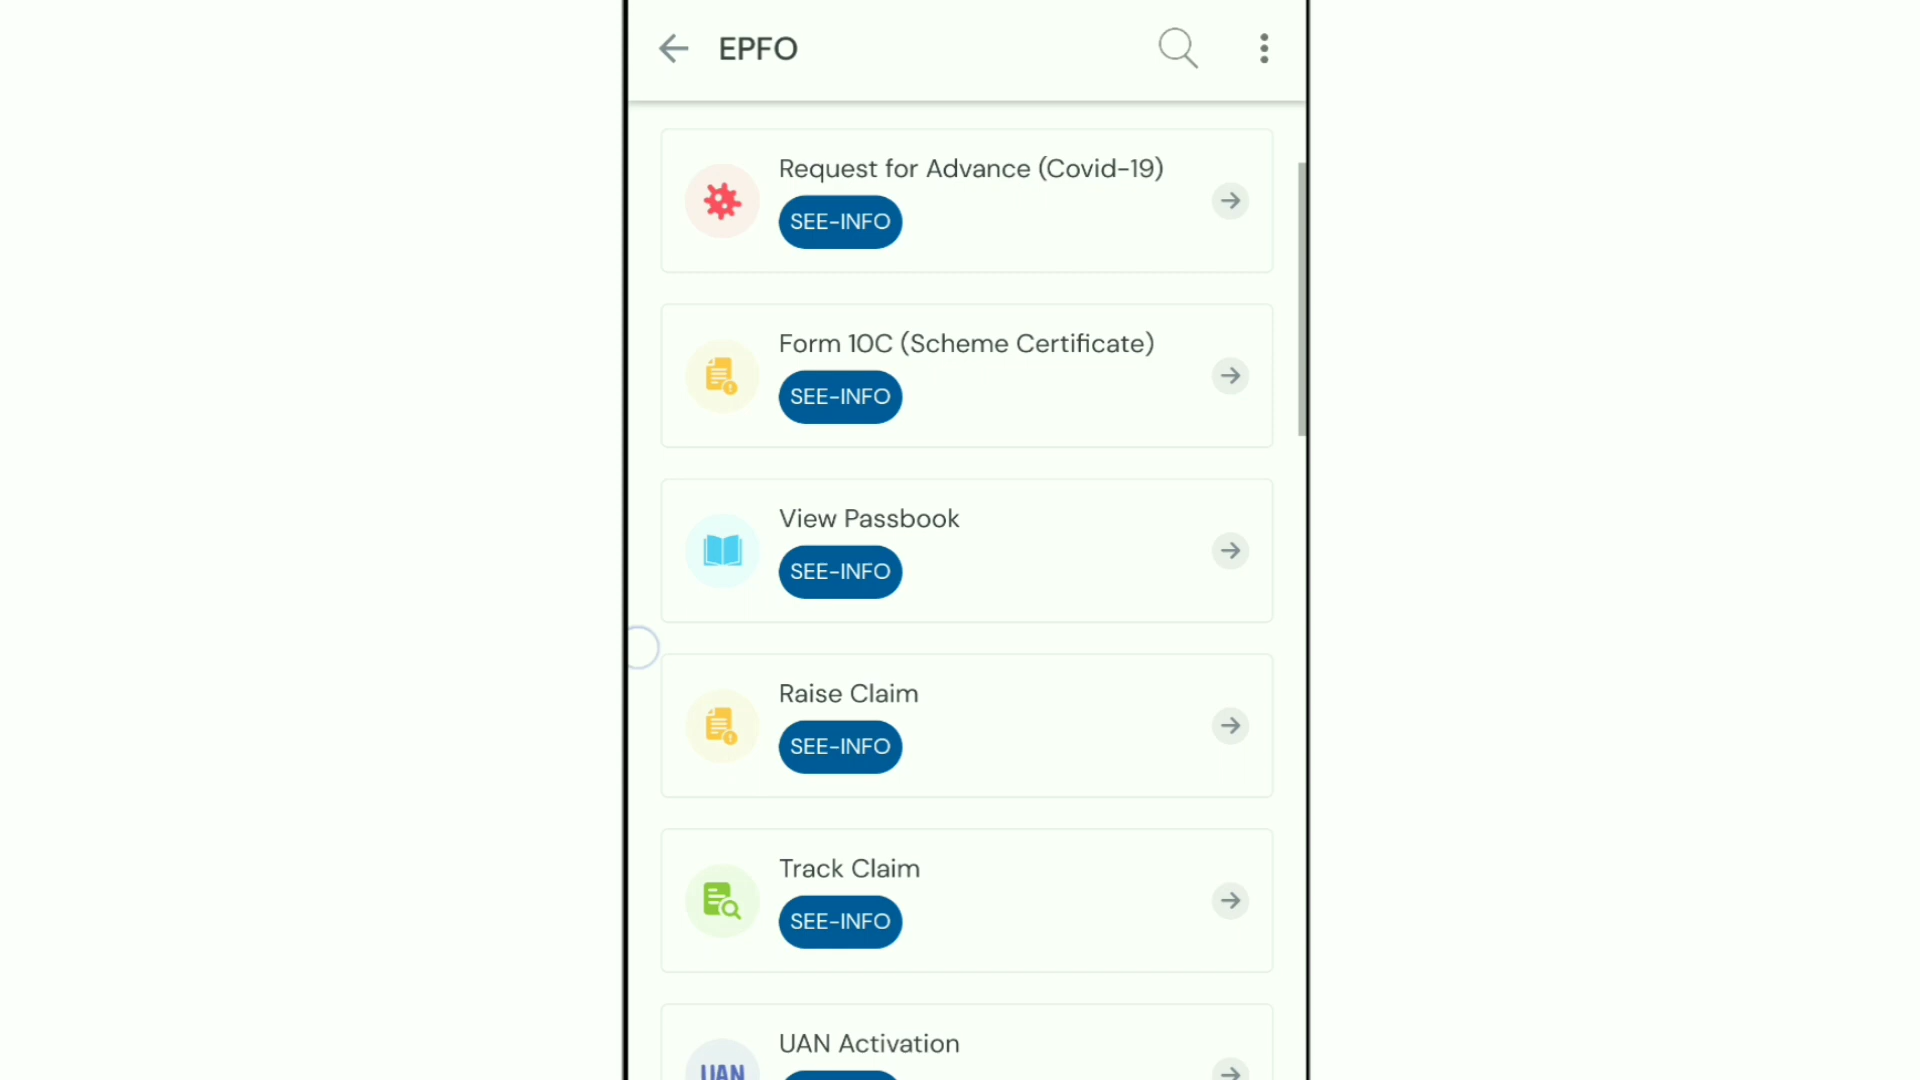 EPFO
Request for Advance (Covid-19)
SEE-INFO
Form 10C (Scheme Certificate)
SEE-INFO
View Passbook
SEE-INFO
Raise Claim
SEE-INFO
Track Claim
SEE-INFO
UAN Activation
UAN